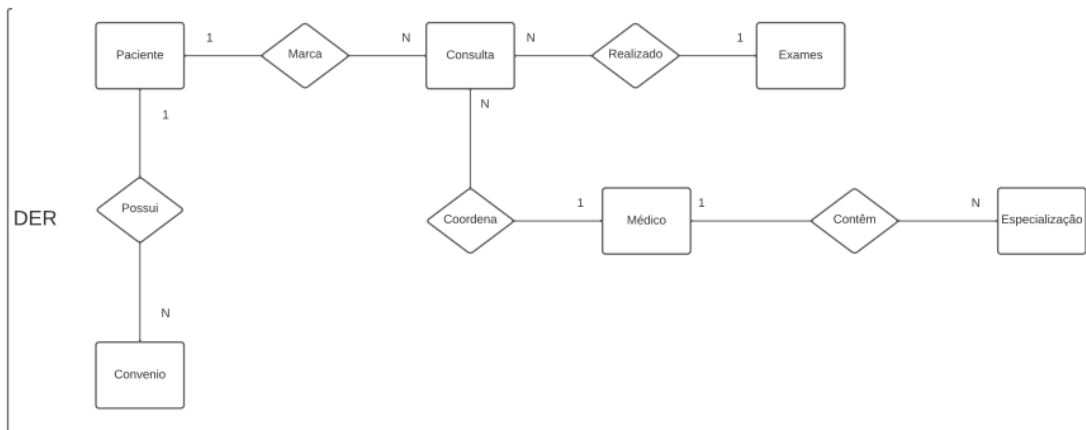 1
N
N
1
Paciente
Marca
Consulta
Realizado
Exames
1
N
DER
Possui
Coordena
1
Médico
1
Contêm
N
Especialização
N
Convenio